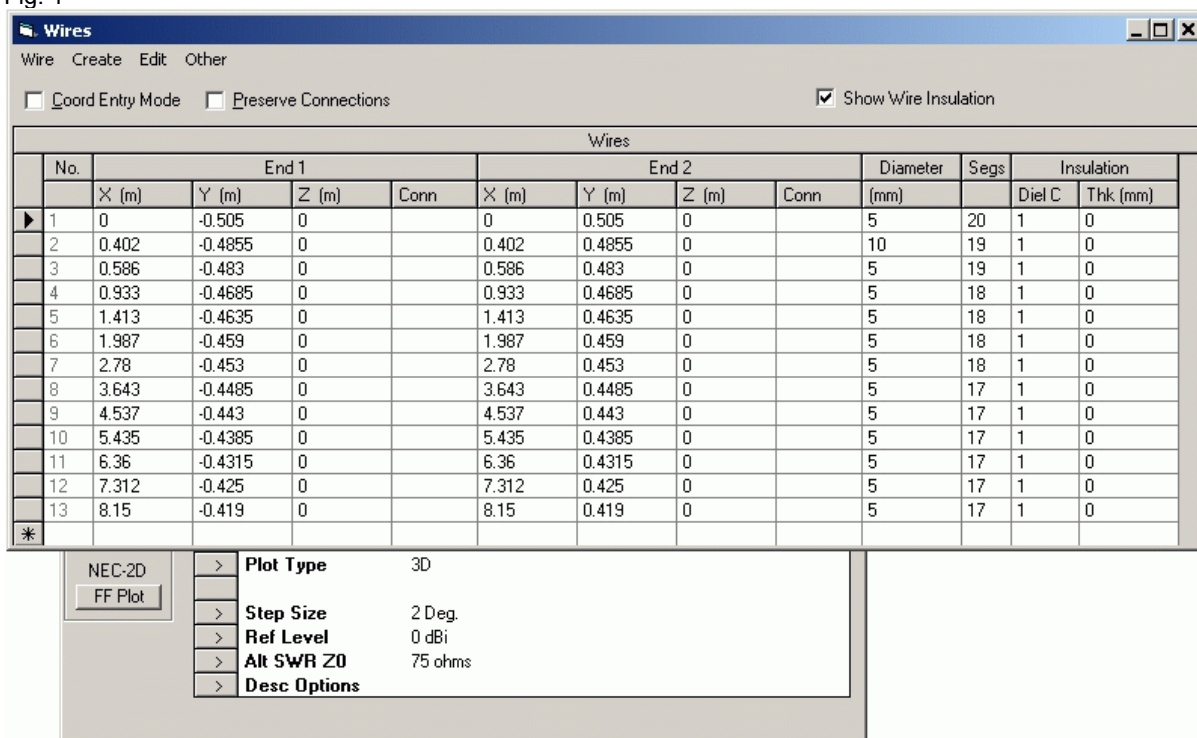 Wires
Wire Create Edit Other
Coord Entry Mode Preserve Connections Show Wire Insulation
Wires
No. End 1 End 2 Diameter Segs Insulation
X (m) Y (m) Z (m) Conn X (m) Y (m) Z (m) Conn (mm) Diel C Thk (mm)
1 0 -0.505 0 0 0.505 0 5 20 1 0
2 0.402 -0.4855 0 0.402 0.4855 0 10 19 1 0
3 0.586 -0.483 0 0.586 0.483 0 5 19 1 0
4 0.933 -0.4685 0 0.933 0.4685 0 5 18 1 0
5 1.413 -0.4635 0 1.413 0.4635 0 5 18 1 0
6 1.987 -0.459 0 1.987 0.459 0 5 18 1 0
7 2.78 -0.453 0 2.78 0.453 0 5 18 1 0
8 3.643 -0.4485 0 3.643 0.4485 0 5 17 1 0
9 4.537 -0.443 0 4.537 0.443 0 5 17 1 0
10 5.435 -0.4385 0 5.435 0.4385 0 5 17 1 0
11 6.36 -0.4315 0 6.36 0.4315 0 5 17 1 0
12 7.312 -0.425 0 7.312 0.425 0 5 17 1 0
13 8.15 -0.419 0 8.15 0.419 0 5 17 1 0
*
NEC-2D > Plot Type 3D
FF Plot
> Step Size 2 Deg.
> Ref Level 0 dBi
> Alt SWR Z0 75 ohms
> Desc Options